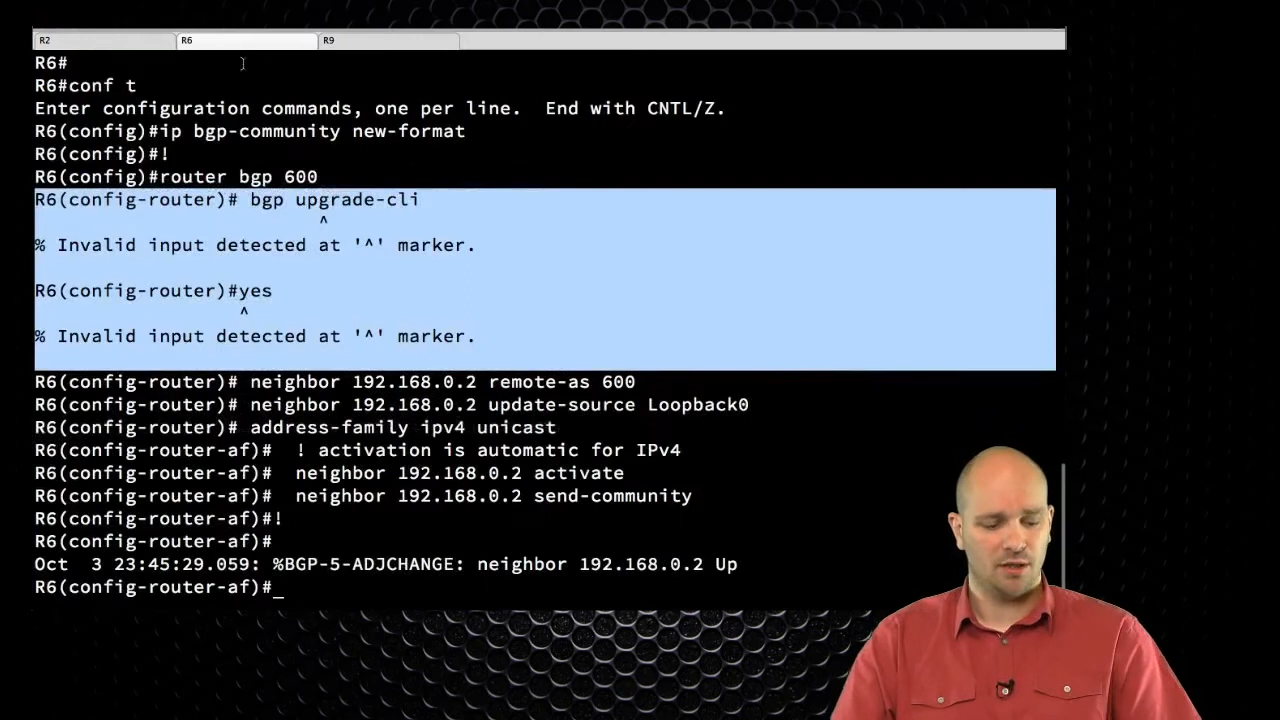 R2 R6 R9
R6#
R6#conf t
Enter configuration commands, one per line.  End with CNTL/Z.
R6(config)#ip bgp-community new-format
R6(config)#!
R6(config)#router bgp 600
R6(config-router)# bgp upgrade-cli
^
% Invalid input detected at '^' marker.
R6(config-router)#yes
^
% Invalid input detected at '^' marker.
R6(config-router)# neighbor 192.168.0.2 remote-as 600
R6(config-router)# neighbor 192.168.0.2 update-source Loopback0
R6(config-router)# address-family ipv4 unicast
R6(config-router-af)#  ! activation is automatic for IPv4
R6(config-router-af)#  neighbor 192.168.0.2 activate
R6(config-router-af)#  neighbor 192.168.0.2 send-community
R6(config-router-af)#!
R6(config-router-af)#
Oct  3 23:45:29.059: %BGP-5-ADJCHANGE: neighbor 192.168.0.2 Up
R6(config-router-af)#_